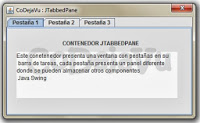 CoDejaVu : JTabbedPane
Pestaña 1
Pestaña 2
Pestaña 3
CONTENEDOR JTABBEDPANE
Este conetenedor presenta una ventana con pestañas en su
barra de tareas, cada pestaña presenta un panel diferente
donde se pueden almacenar otros componentes
Java Swing